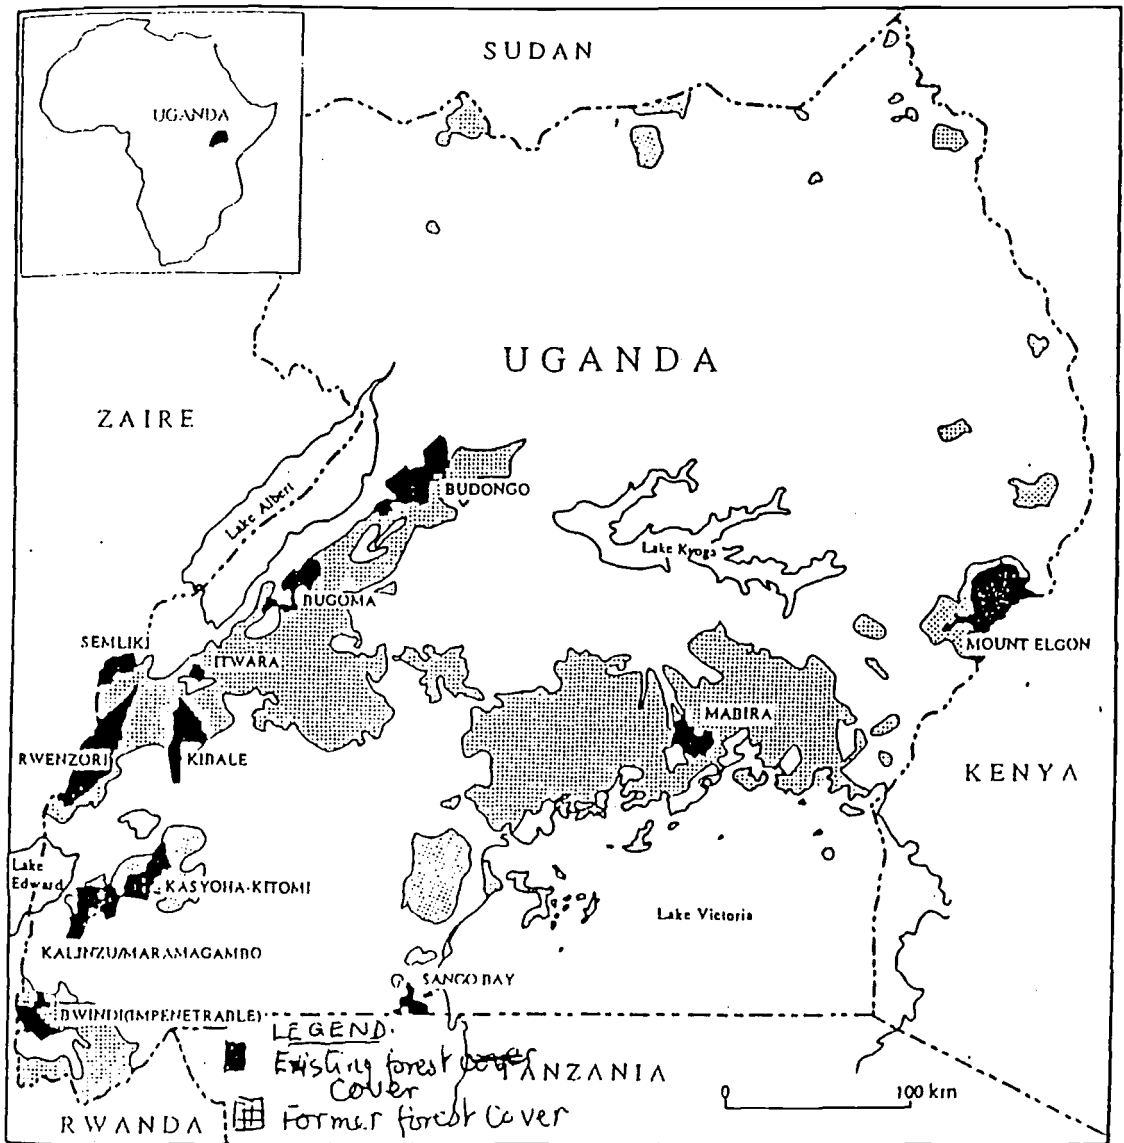 SUDAN
UGANDA
UGANDA
ZAIRE
Lake Albert
BUDONGO
Lake Kyoga
BUGOMA
SEMLIKI
ITWARA
MOUNT ELGON
MABIRA
RWENZORI
KIBALE
KENYA
Lake
Edward
KASYOHA-KITOMI
Lake Victoria
KALINZU/MARAMAGAMBO
SANGO BAY
BWINDI(IMPENETRABLE)
LEGEND.
Existing forest cover
cover
TANZANIA
0 100 km
RWANDA
Former forest cover